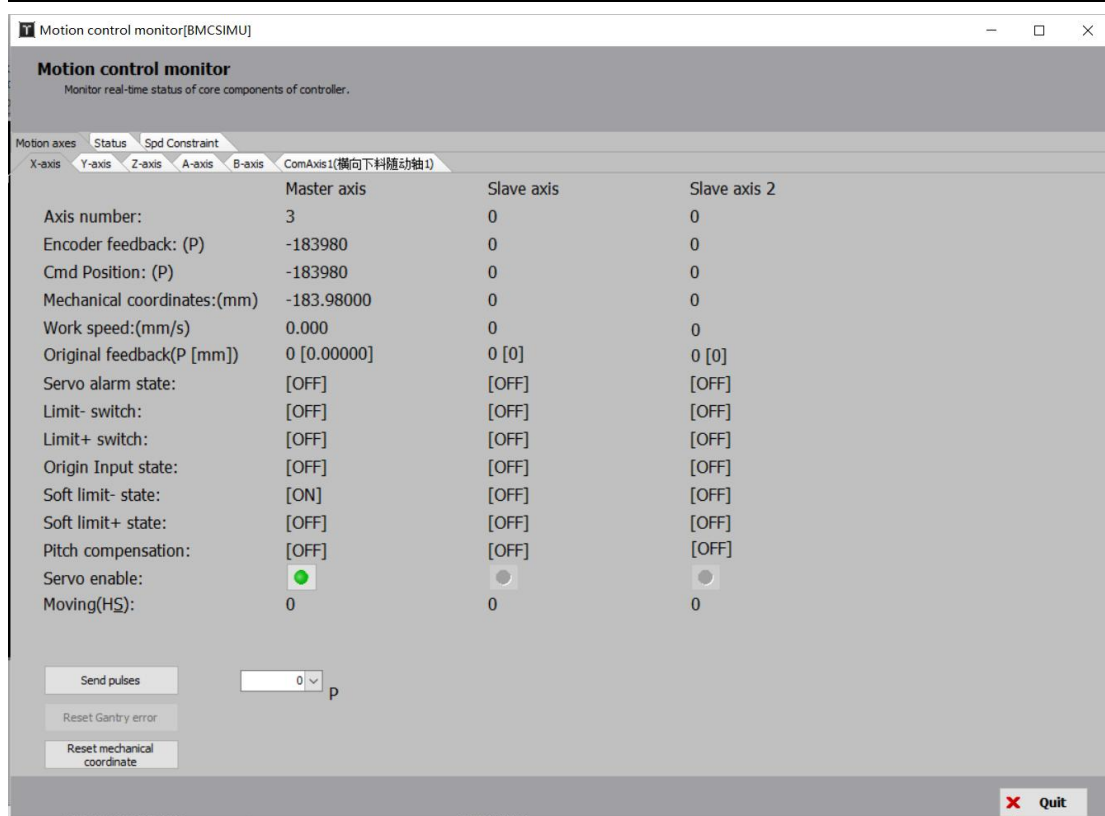 Motion control monitor[BMCSIMU]
Motion control monitor
Monitor real-time status of core components of controller.
Motion axes Status Spd Constraint
X-axis Y-axis Z-axis A-axis B-axis ComAxis1(横向下料随动轴1)
Master axis Slave axis Slave axis 2
Axis number: 3 0 0
Encoder feedback: (P) -183980 0 0
Cmd Position: (P) -183980 0 0
Mechanical coordinates:(mm) -183.98000 0 0
Work speed:(mm/s) 0.000 0 0
Original feedback(P [mm]) 0 [0.00000] 0 [0] 0 [0]
Servo alarm state: [OFF] [OFF] [OFF]
Limit- switch: [OFF] [OFF] [OFF]
Limit+ switch: [OFF] [OFF] [OFF]
Origin Input state: [OFF] [OFF] [OFF]
Soft limit- state: [ON] [OFF] [OFF]
Soft limit+ state: [OFF] [OFF] [OFF]
Pitch compensation: [OFF] [OFF] [OFF]
Servo enable:
Moving(HS): 0 0 0
Send pulses 0 P
Reset Gantry error
Reset mechanical
coordinate
Quit